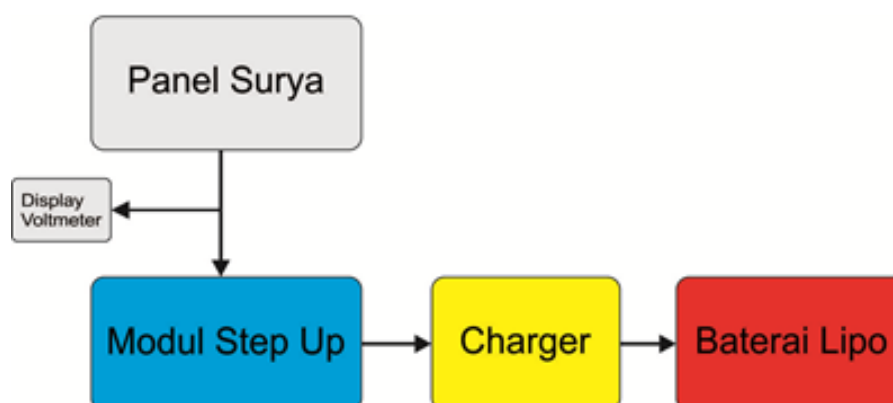 Panel Surya
Display
Voltmeter
Modul Step Up
Charger
Baterai Lipo